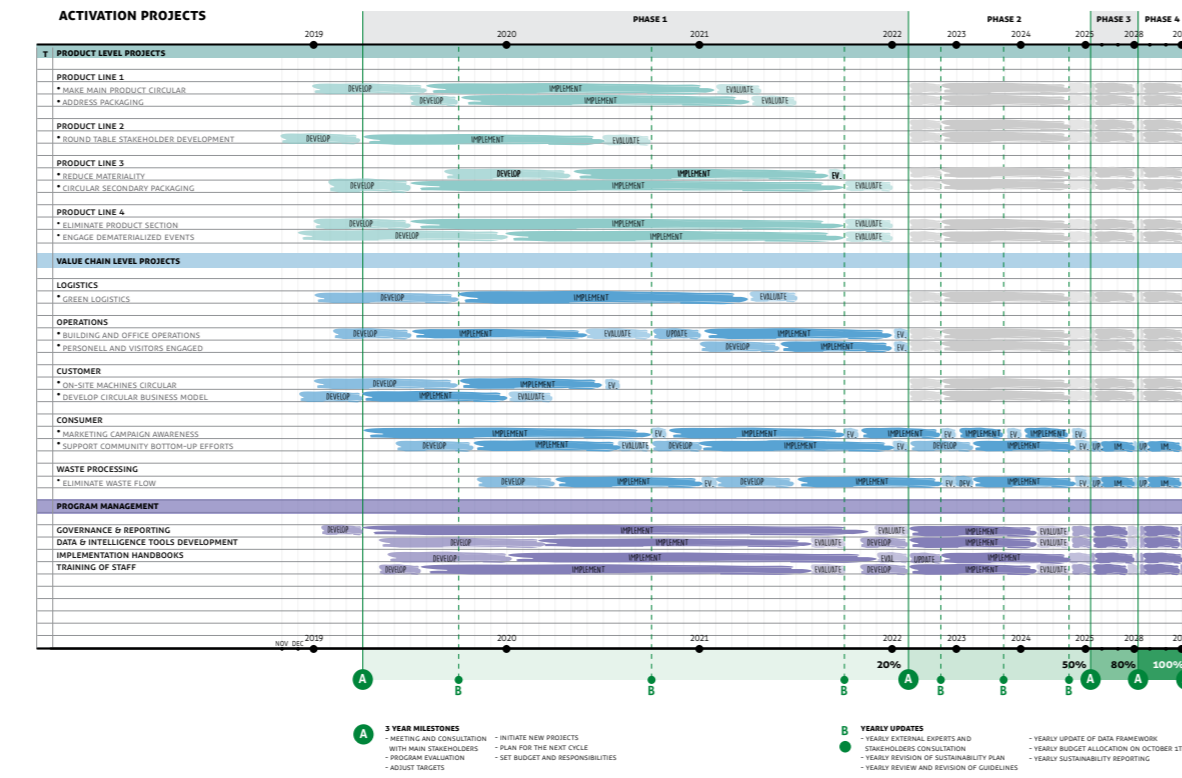 ACTIVATION PROJECTS
PHASE 1 PHASE 2 PHASE 3 PHASE 4
2019 2020 2021 2022 2023 2024 2025 2028 20
T PRODUCT LEVEL PROJECTS
PRODUCT LINE 1
• MAKE MAIN PRODUCT CIRCULAR DEVELOP IMPLEMENT EVALUATE
• ADDRESS PACKAGING DEVELOP IMPLEMENT EVALUATE
PRODUCT LINE 2
• ROUND TABLE STAKEHOLDER DEVELOPMENT DEVELOP IMPLEMENT EVALUATE
PRODUCT LINE 3
• REDUCE MATERIALITY DEVELOP IMPLEMENT EV.
• CIRCULAR SECONDARY PACKAGING DEVELOP IMPLEMENT EVALUATE
PRODUCT LINE 4
• ELIMINATE PRODUCT SECTION DEVELOP IMPLEMENT EVALUATE
• ENGAGE DEMATERIALIZED EVENTS DEVELOP IMPLEMENT EVALUATE
VALUE CHAIN LEVEL PROJECTS
LOGISTICS
• GREEN LOGISTICS DEVELOP IMPLEMENT EVALUATE
OPERATIONS
• BUILDING AND OFFICE OPERATIONS DEVELOP IMPLEMENT EVALUATE UPDATE IMPLEMENT EV.
• PERSONELL AND VISITORS ENGAGED DEVELOP IMPLEMENT EV.
CUSTOMER
• ON-SITE MACHINES CIRCULAR DEVELOP IMPLEMENT EV.
• DEVELOP CIRCULAR BUSINESS MODEL DEVELOP IMPLEMENT EVALUATE
CONSUMER
• MARKETING CAMPAIGN AWARENESS IMPLEMENT EV. IMPLEMENT EV. IMPLEMENT EV. IMPLEMENT EV. IMPLEMENT EV.
• SUPPORT COMMUNITY BOTTOM-UP EFFORTS DEVELOP IMPLEMENT EVALUATE DEVELOP IMPLEMENT EV. DEVELOP IMPLEMENT EV. UP. IM. UP. IM.
WASTE PROCESSING
• ELIMINATE WASTE FLOW DEVELOP IMPLEMENT EV. DEVELOP IMPLEMENT EV. DEV. IMPLEMENT EV. UP. IM. UP. IM.
PROGRAM MANAGEMENT
GOVERNANCE & REPORTING DEVELOP IMPLEMENT EVALUATE IMPLEMENT EVALUATE
DATA & INTELLIGENCE TOOLS DEVELOPMENT DEVELOP IMPLEMENT EVALUATE DEVELOP IMPLEMENT EVALUATE
IMPLEMENTATION HANDBOOKS DEVELOP IMPLEMENT EVAL UPDATE IMPLEMENT
TRAINING OF STAFF DEVELOP IMPLEMENT EVALUATE DEVELOP IMPLEMENT EVALUATE
NOV DEC 2019 2020 2021 2022 2023 2024 2025 2028 20
20% 50% 80% 100%
A A A A
B B B B B B
A 3 YEAR MILESTONES
– MEETING AND CONSULTATION
WITH MAIN STAKEHOLDERS
– PROGRAM EVALUATION
– ADJUST TARGETS
– INITIATE NEW PROJECTS
– PLAN FOR THE NEXT CYCLE
– SET BUDGET AND RESPONSIBILITIES
B YEARLY UPDATES
– YEARLY EXTERNAL EXPERTS AND
STAKEHOLDERS CONSULTATION
– YEARLY REVISION OF SUSTAINABILITY PLAN
– YEARLY REVIEW AND REVISION OF GUIDELINES
– YEARLY UPDATE OF DATA FRAMEWORK
– YEARLY BUDGET ALLOCATION ON OCTOBER 1T
– YEARLY SUSTAINABILITY REPORTING